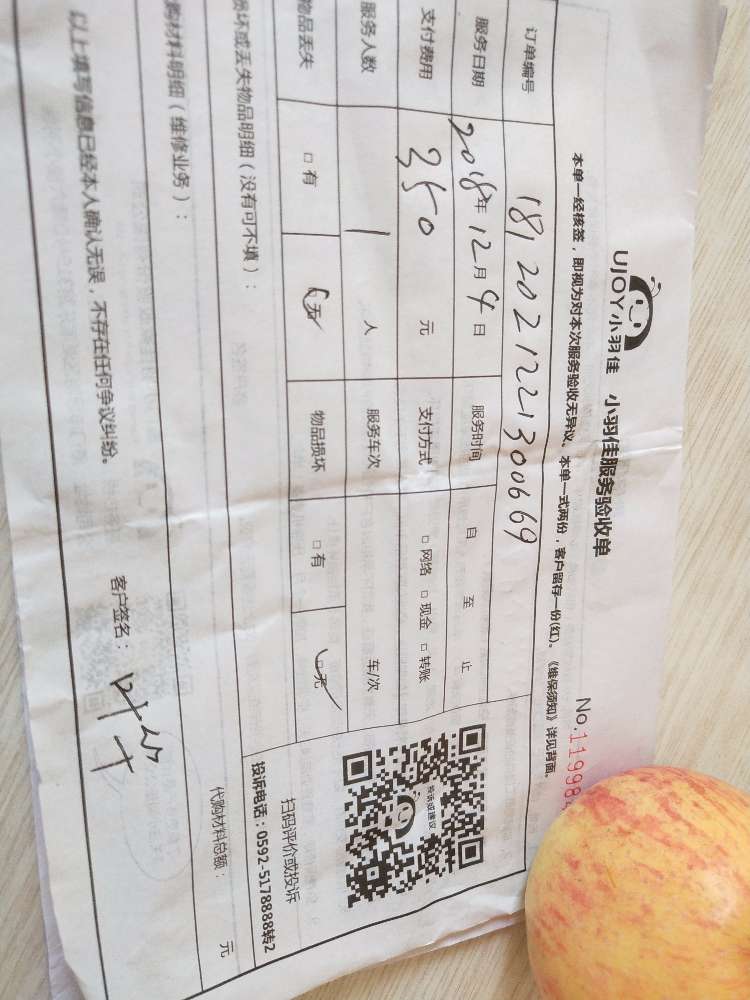 UJOY小羽佳 小羽佳服务验收单
No.11998
本单一经核签，即视为对本次服务验收无异议。本单一式两份，客户留存一份(红)。《维保须知》详见背面。
订单编号 18120212213 00669
服务日期 2018年12月4日 服务时间 自 至 止
支付费用 350 元 支付方式 □网络 □现金 □转账
服务人数 1 人 服务车次 车/次
物品丢失 □有 □无 物品损坏 □有 □无
损坏或丢失物品明细（没有可不填）：
扫码评价或投诉
投诉电话：0592-5178888转2
购材料明细（维修业务）：
代购材料总额： 元
以上填写信息已经本人确认无误，不存在任何争议纠纷。 客户签名：